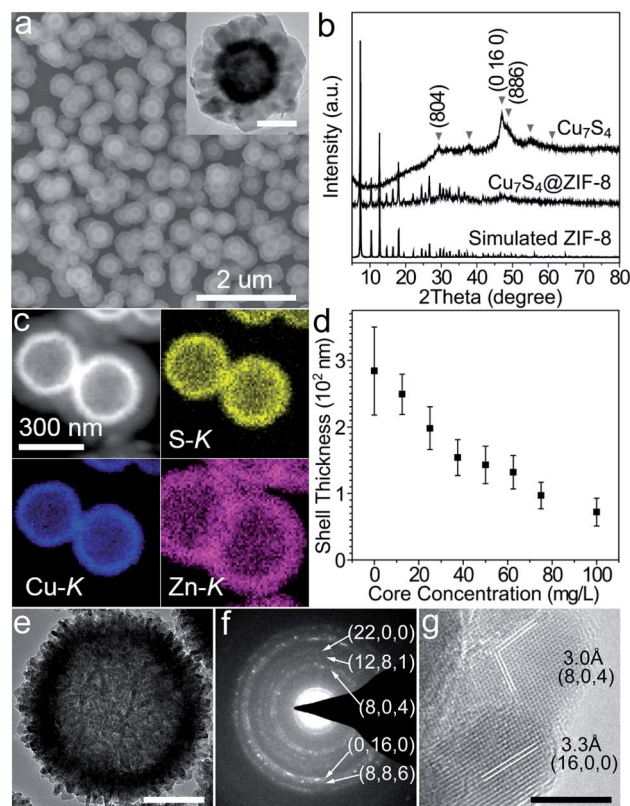 a
2 um
b
Intensity (a.u.)
(804)
(0 16 0)
(886)
Cu₇S₄
Cu₇S₄@ZIF-8
Simulated ZIF-8
10 20 30 40 50 60 70 80
2Theta (degree)
c
300 nm
S-K
Cu-K
Zn-K
d
Shell Thickness (10² nm)
3
2
1
0
0 20 40 60 80 100
Core Concentration (mg/L)
e
f
(22,0,0)
(12,8,1)
(8,0,4)
(0,16,0)
(8,8,6)
g
3.0Å
(8,0,4)
3.3Å
(16,0,0)